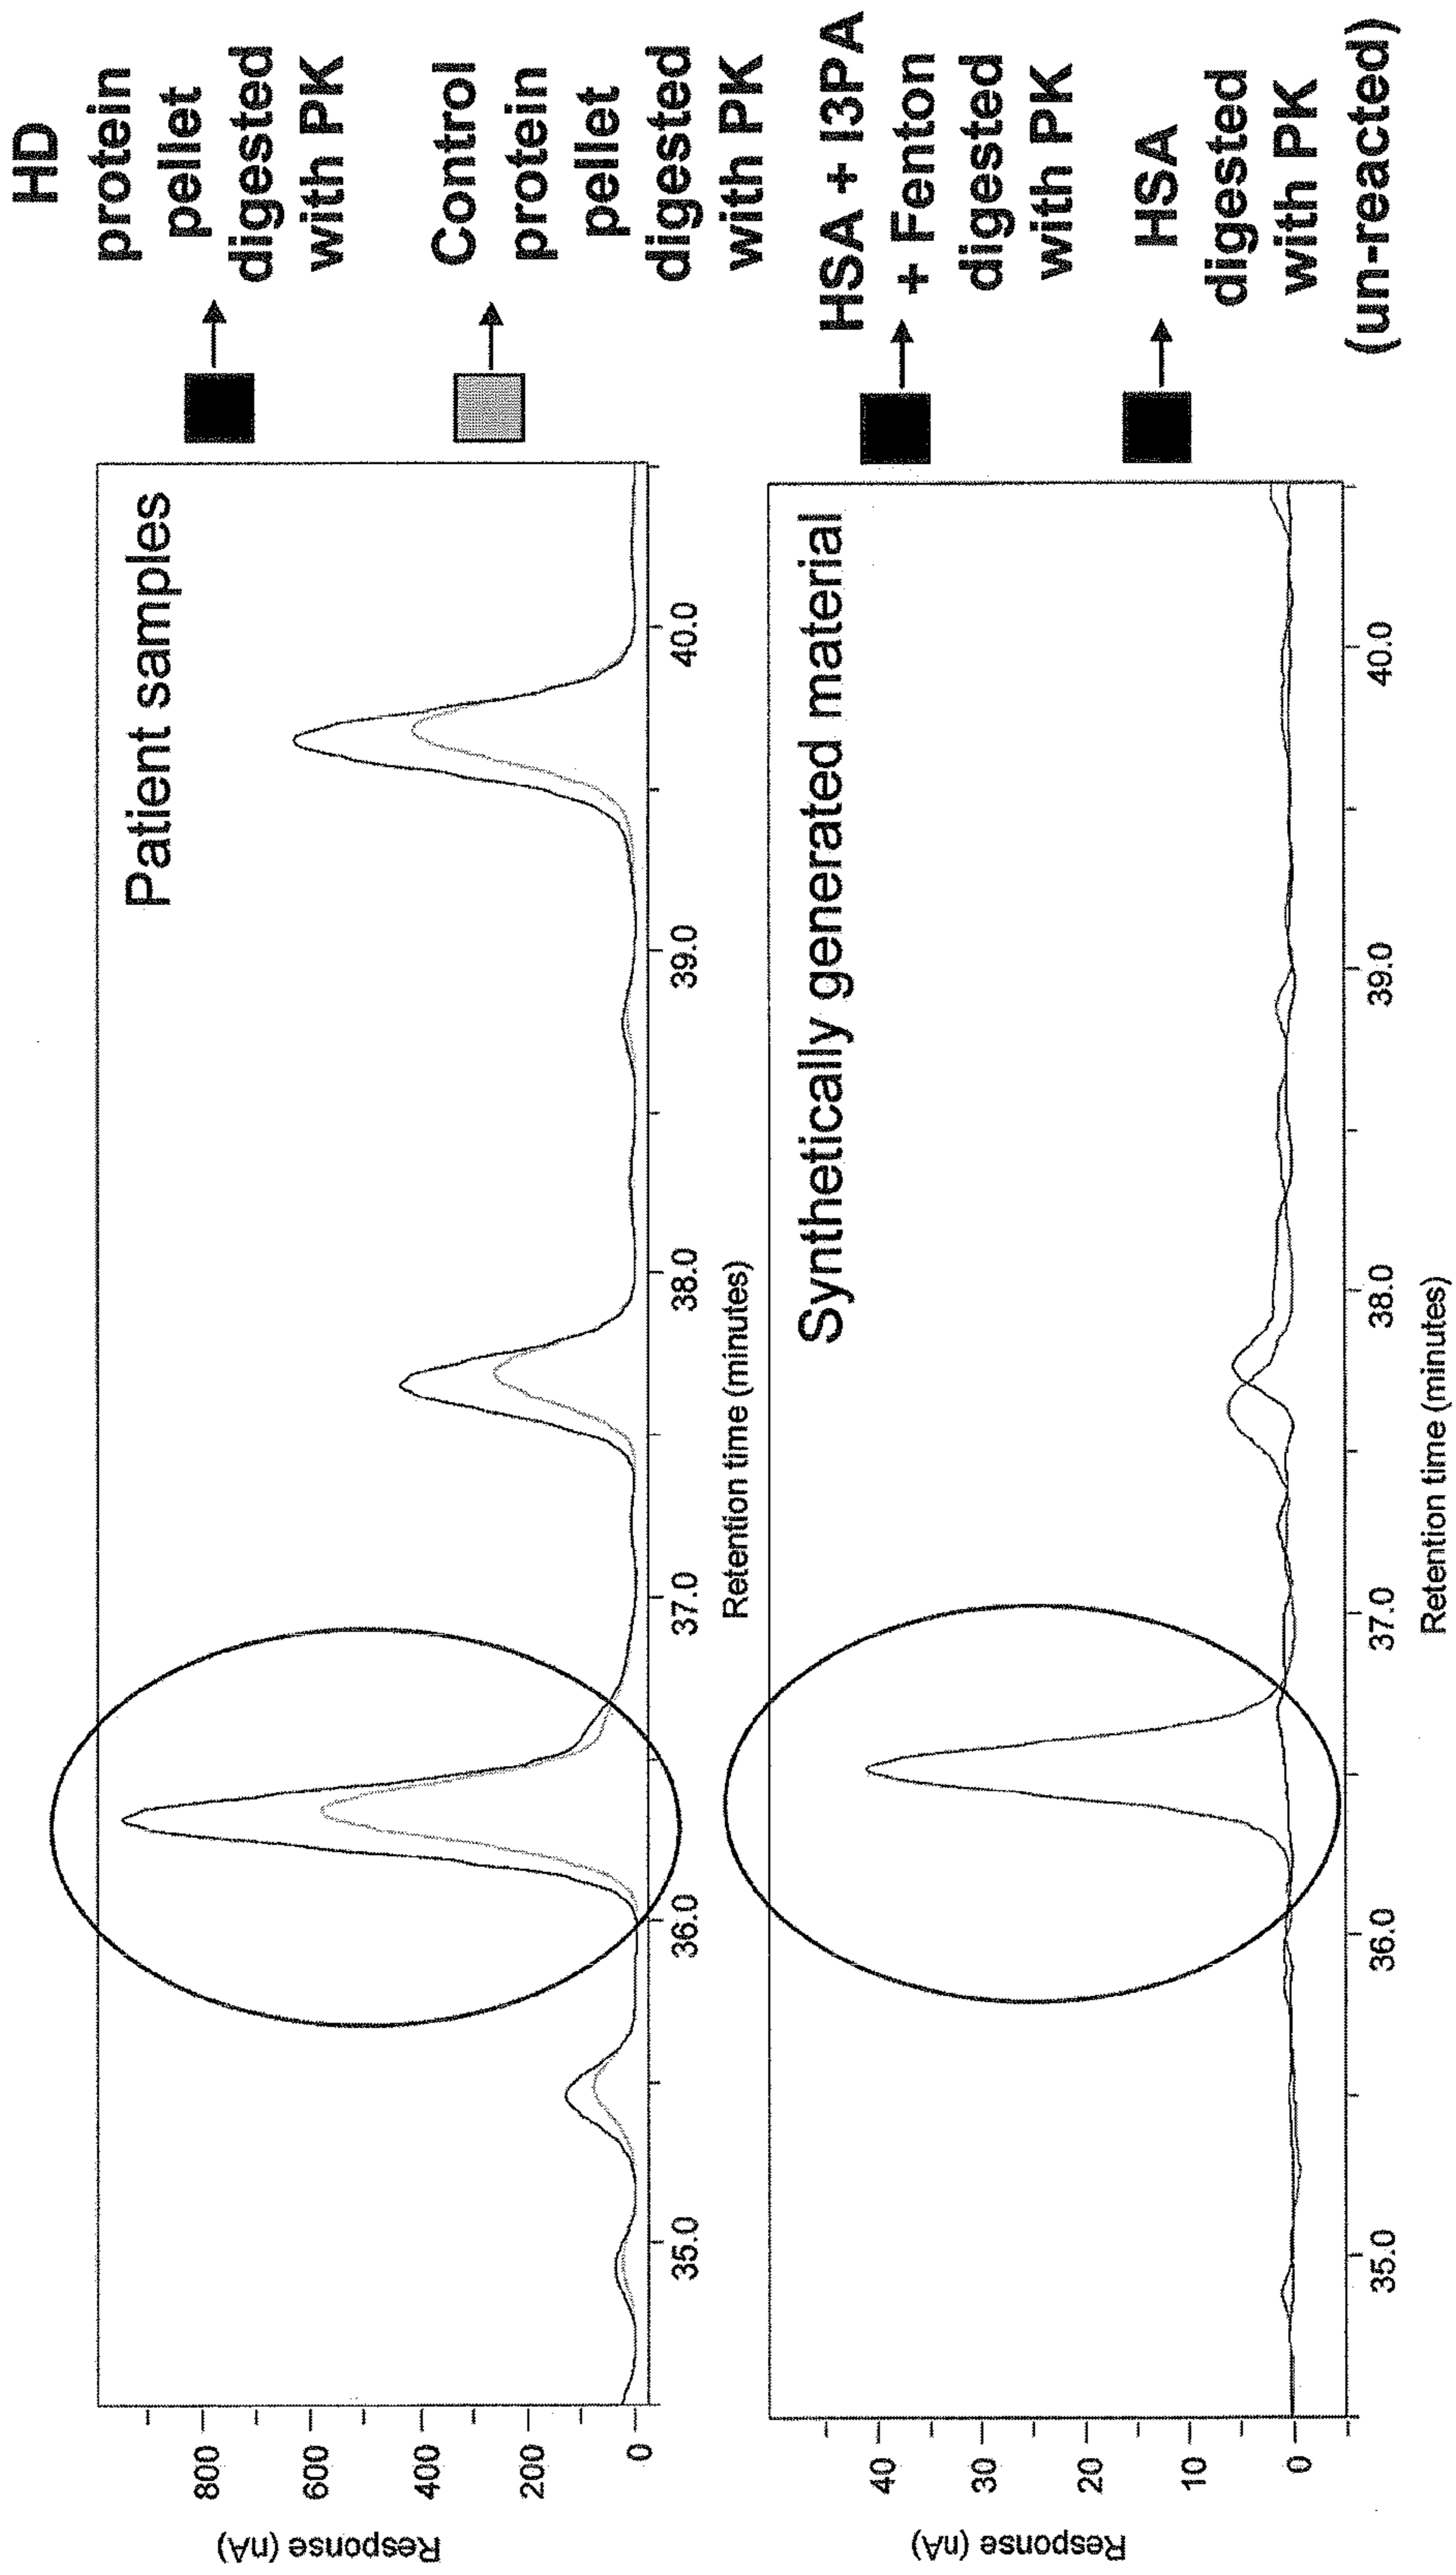 Patient samples
Response (nA)
800
600
400
200
0
35.0
36.0
37.0
38.0
39.0
40.0
Retention time (minutes)
HD
protein
pellet
digested
with PK
Control
protein
pellet
digested
with PK
Synthetically generated material
Response (nA)
40
30
20
10
0
35.0
36.0
37.0
38.0
39.0
40.0
Retention time (minutes)
HSA + I3PA
+ Fenton
digested
with PK
HSA
digested
with PK
(un-reacted)